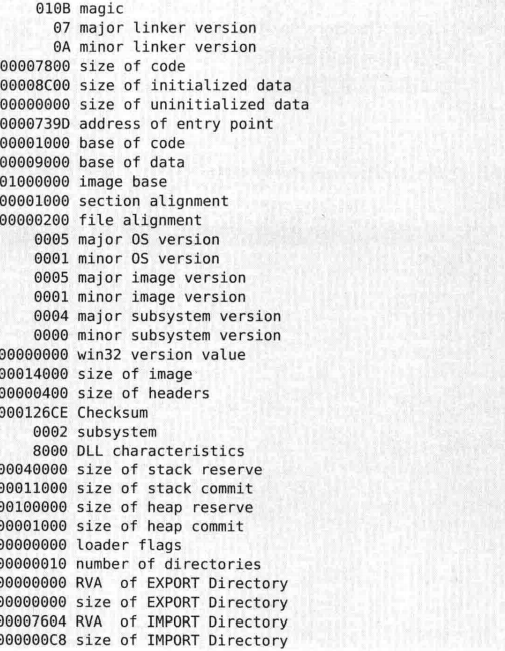 010B magic
07 major linker version
0A minor linker version
00007800 size of code
00008C00 size of initialized data
00000000 size of uninitialized data
0000739D address of entry point
00001000 base of code
00009000 base of data
01000000 image base
00001000 section alignment
00000200 file alignment
0005 major OS version
0001 minor OS version
0005 major image version
0001 minor image version
0004 major subsystem version
0000 minor subsystem version
00000000 win32 version value
00014000 size of image
00000400 size of headers
000126CE Checksum
0002 subsystem
8000 DLL characteristics
00040000 size of stack reserve
00011000 size of stack commit
00100000 size of heap reserve
00001000 size of heap commit
00000000 loader flags
00000010 number of directories
00000000 RVA of EXPORT Directory
00000000 size of EXPORT Directory
00007604 RVA of IMPORT Directory
000000C8 size of IMPORT Directory